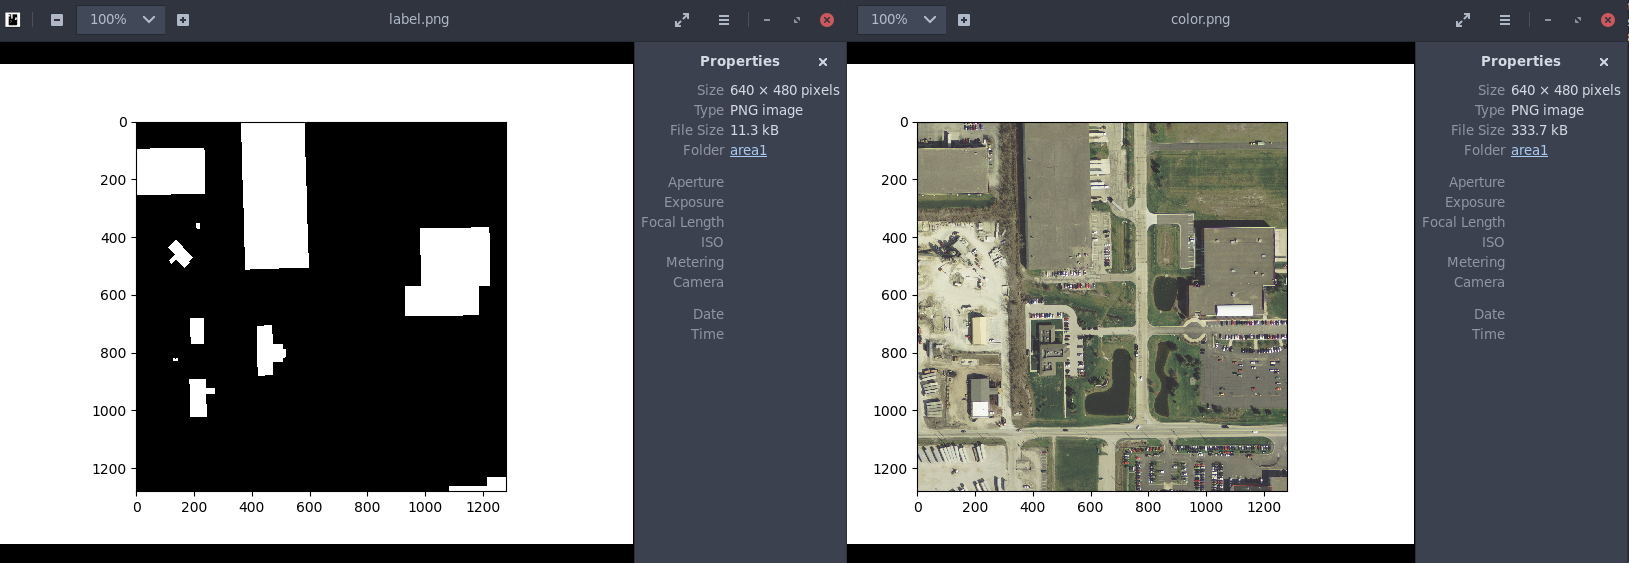 100% label.png
Properties
Size 640 × 480 pixels
Type PNG image
File Size 11.3 kB
Folder area1
Aperture
Exposure
Focal Length
ISO
Metering
Camera
Date
Time
0
200
400
600
800
1000
1200
0 200 400 600 800 1000 1200
100% color.png
Properties
Size 640 × 480 pixels
Type PNG image
File Size 333.7 kB
Folder area1
Aperture
Exposure
Focal Length
ISO
Metering
Camera
Date
Time
0
200
400
600
800
1000
1200
0 200 400 600 800 1000 1200